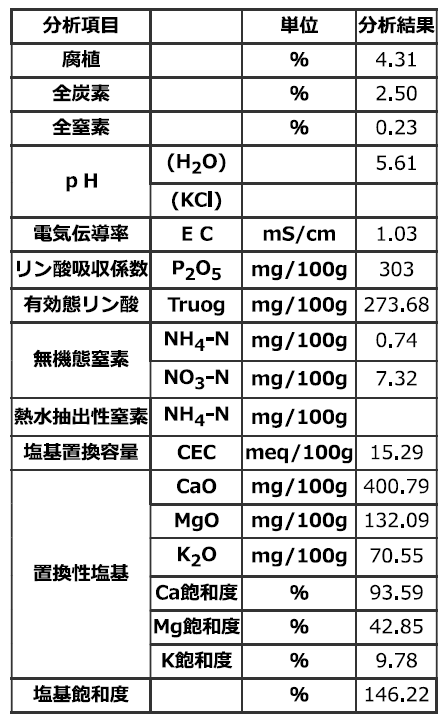 分析項目 単位 分析結果
腐植 % 4.31
全炭素 % 2.50
全窒素 % 0.23
pH (H₂O) 5.61
(KCl)
電気伝導率 EC mS/cm 1.03
リン酸吸収係数 P₂O₅ mg/100g 303
有効態リン酸 Truog mg/100g 273.68
無機態窒素 NH₄-N mg/100g 0.74
NO₃-N mg/100g 7.32
熱水抽出性窒素 NH₄-N mg/100g
塩基置換容量 CEC meq/100g 15.29
置換性塩基 CaO mg/100g 400.79
MgO mg/100g 132.09
K₂O mg/100g 70.55
Ca飽和度 % 93.59
Mg飽和度 % 42.85
K飽和度 % 9.78
塩基飽和度 % 146.22